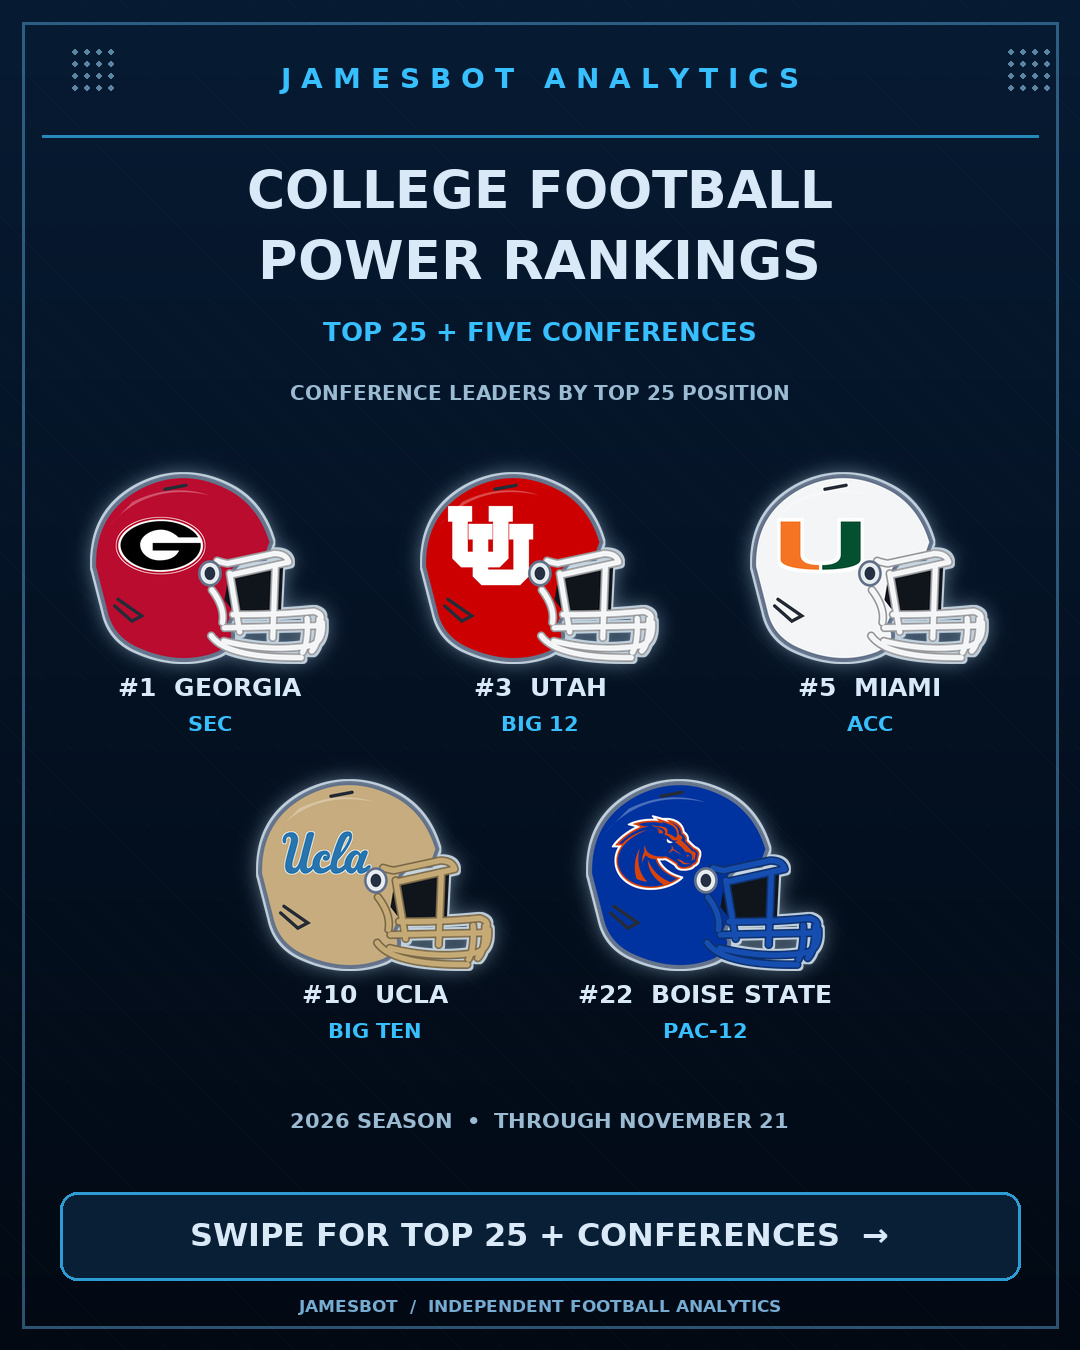 JAMESBOT ANALYTICS
COLLEGE FOOTBALL
POWER RANKINGS
TOP 25 + FIVE CONFERENCES
CONFERENCE LEADERS BY TOP 25 POSITION
G
UU
U
#1 GEORGIA
#3 UTAH
#5 MIAMI
SEC
BIG 12
ACC
Ucla
#10 UCLA
#22 BOISE STATE
BIG TEN
PAC-12
2026 SEASON • THROUGH NOVEMBER 21
SWIPE FOR TOP 25 + CONFERENCES →
JAMESBOT / INDEPENDENT FOOTBALL ANALYTICS